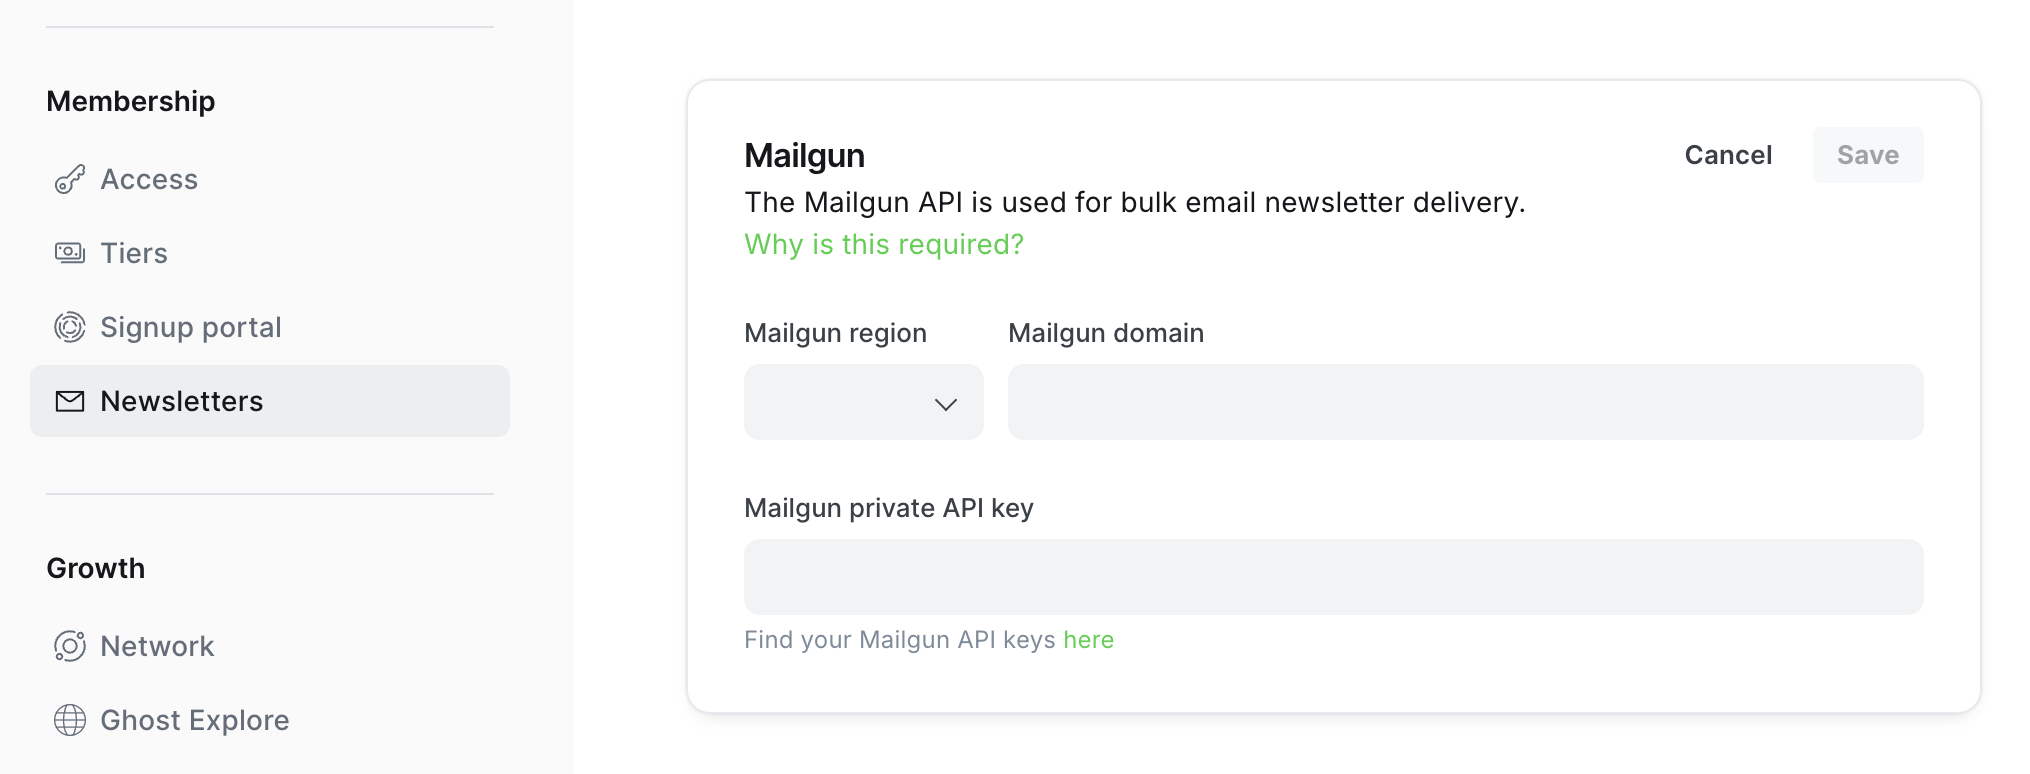 Membership
Access
Tiers
Signup portal
Newsletters
Growth
Network
Ghost Explore
Mailgun
Cancel
Save
The Mailgun API is used for bulk email newsletter delivery.
Why is this required?
Mailgun region
Mailgun domain
Mailgun private API key
Find your Mailgun API keys here